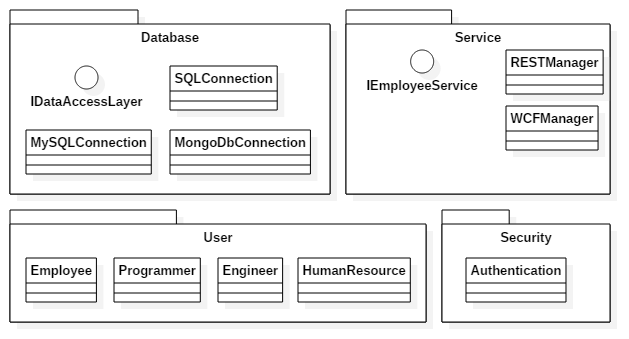 Database
IDataAccessLayer
SQLConnection
MySQLConnection
MongoDbConnection
Service
IEmployeeService
RESTManager
WCFManager
User
Employee
Programmer
Engineer
HumanResource
Security
Authentication